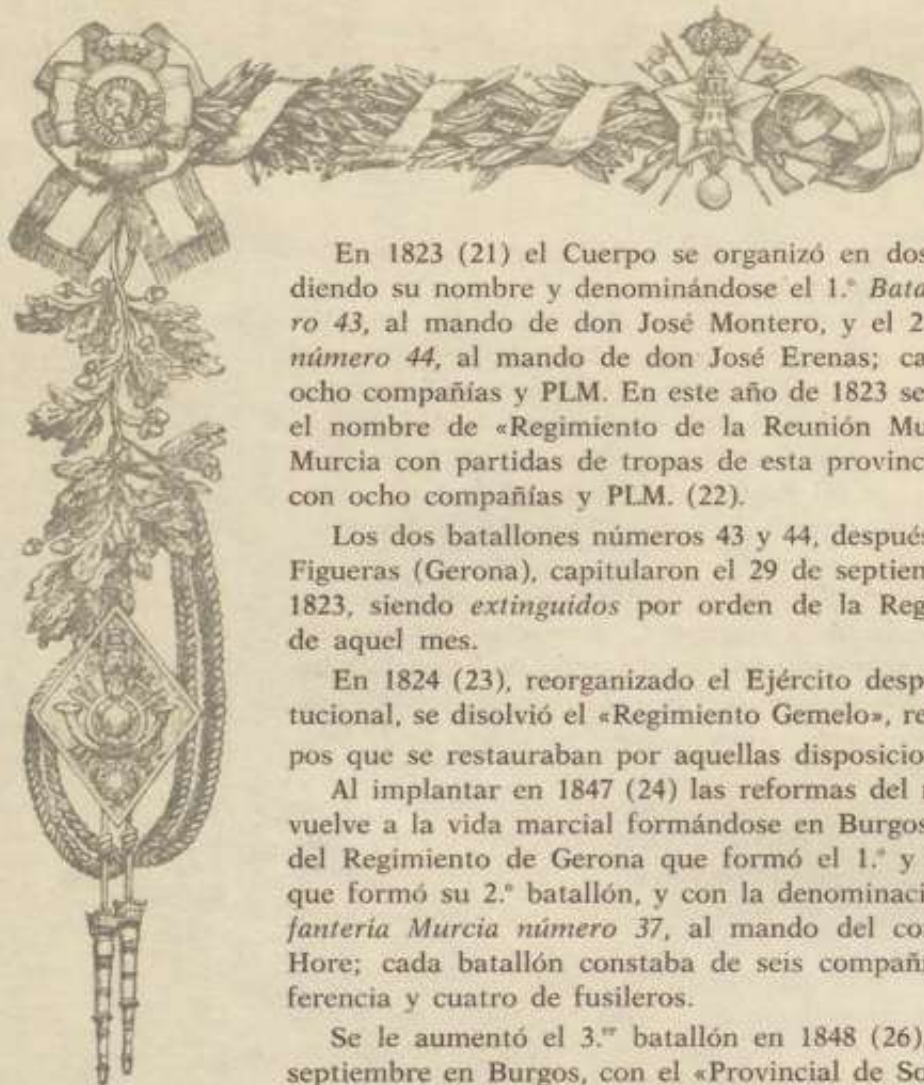 En 1823 (21) el Cuerpo se organizó en dos
diendo su nombre y denominándose el 1.º Bata
ro 43, al mando de don José Montero, y el 2
número 44, al mando de don José Erenas; ca
ocho compañías y PLM. En este año de 1823 se
el nombre de «Regimiento de la Reunión Mu
Murcia con partidas de tropas de esta provinc
con ocho compañías y PLM. (22).
Los dos batallones números 43 y 44, después
Figueras (Gerona), capitularon el 29 de septien
1823, siendo extinguidos por orden de la Reg
de aquel mes.
En 1824 (23), reorganizado el Ejército desp
tucional, se disolvió el «Regimiento Gemelo», re
pos que se restauraban por aquellas disposicio
Al implantar en 1847 (24) las reformas del
vuelve a la vida marcial formándose en Burgos
del Regimiento de Gerona que formó el 1.º y
que formó su 2.º batallón, y con la denominaci
fantería Murcia número 37, al mando del co
Hore; cada batallón constaba de seis compañí
ferencia y cuatro de fusileros.
Se le aumentó el 3.er batallón en 1848 (26)
septiembre en Burgos, con el «Provincial de So